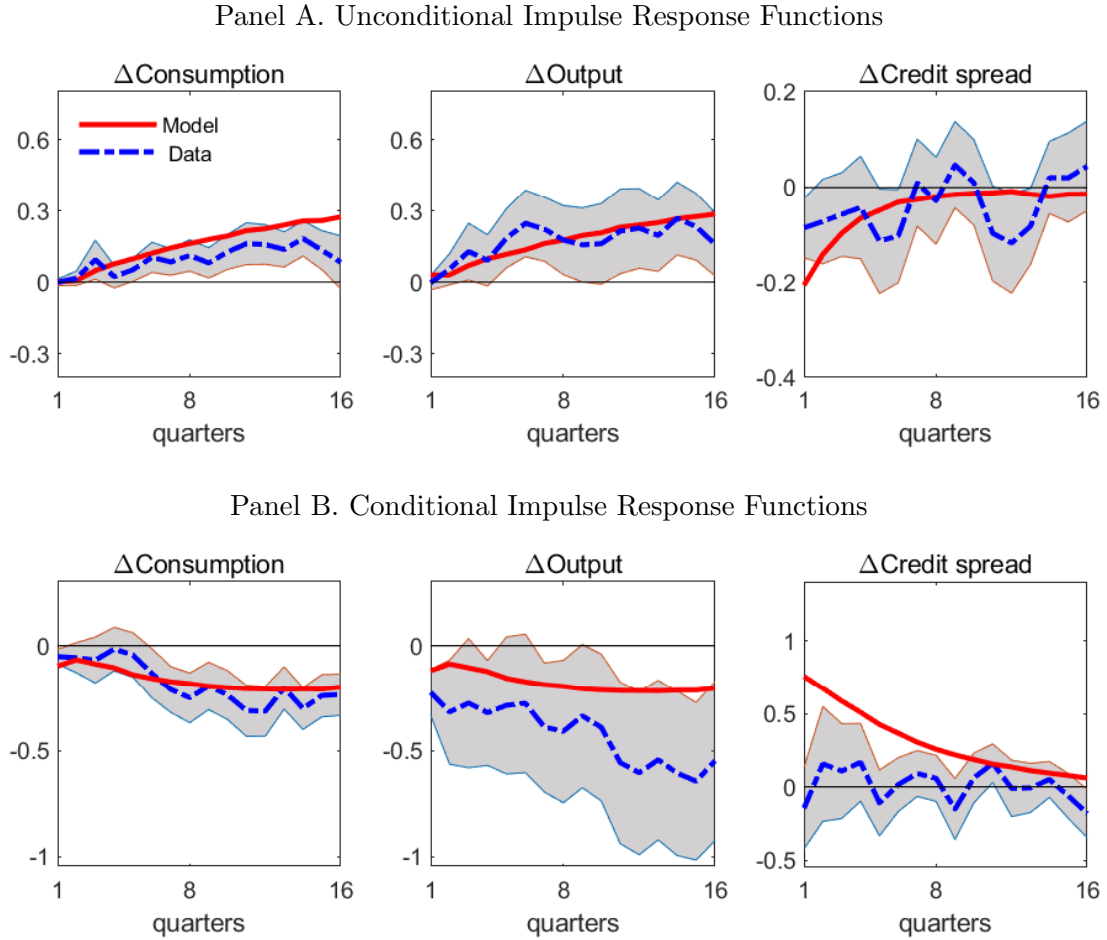 Panel A. Unconditional Impulse Response Functions
ΔConsumption
ΔOutput
ΔCredit spread
0.6
0.3
0
-0.3
Model
Data
1
8
16
quarters
0.6
0.3
0
-0.3
1
8
16
quarters
0.2
0
-0.2
-0.4
1
8
16
quarters
Panel B. Conditional Impulse Response Functions
ΔConsumption
ΔOutput
ΔCredit spread
0
-0.5
-1
1
8
16
quarters
0
-0.5
-1
1
8
16
quarters
1
0.5
0
-0.5
1
8
16
quarters